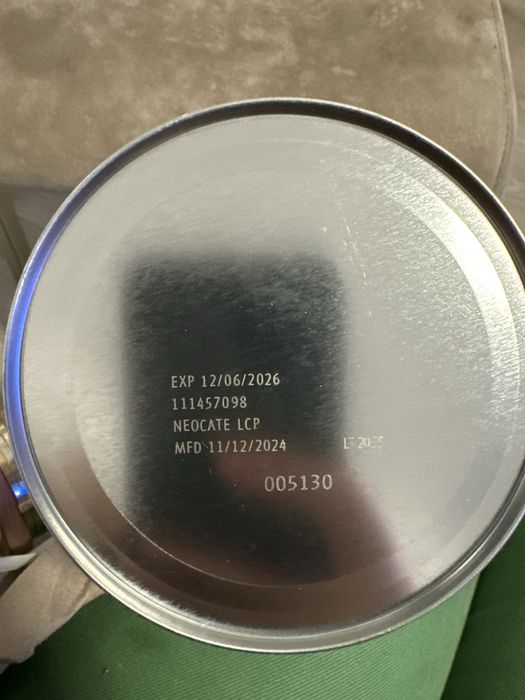 EXP 12/06/2026
111457098
NEOCATE LCP
MFD 11/12/2024
005130